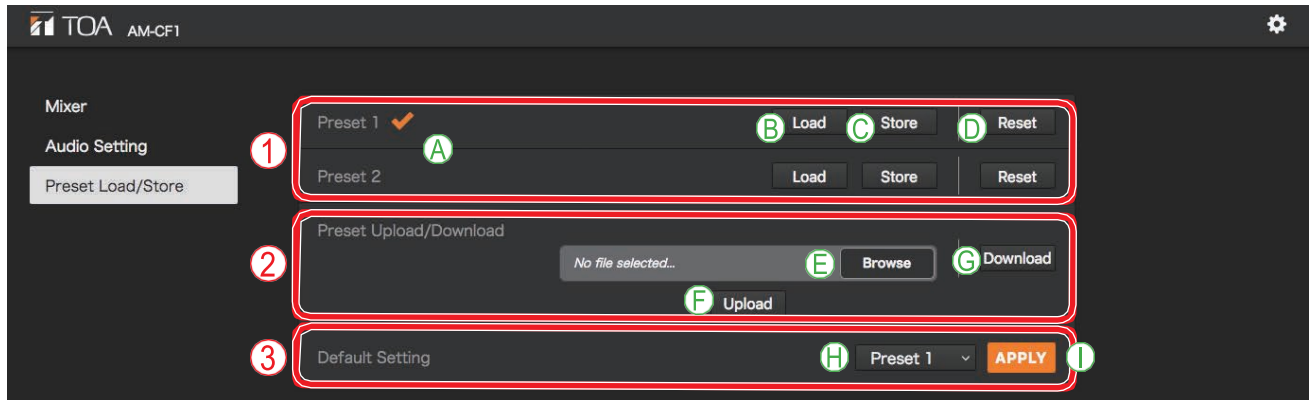 TOA AM-CF1
Mixer
Audio Setting
Preset Load/Store
1
Preset 1
A
B Load
C Store
D Reset
Preset 2
Load
Store
Reset
2
Preset Upload/Download
No file selected...
E Browse
G Download
F Upload
3
Default Setting
H Preset 1
APPLY I